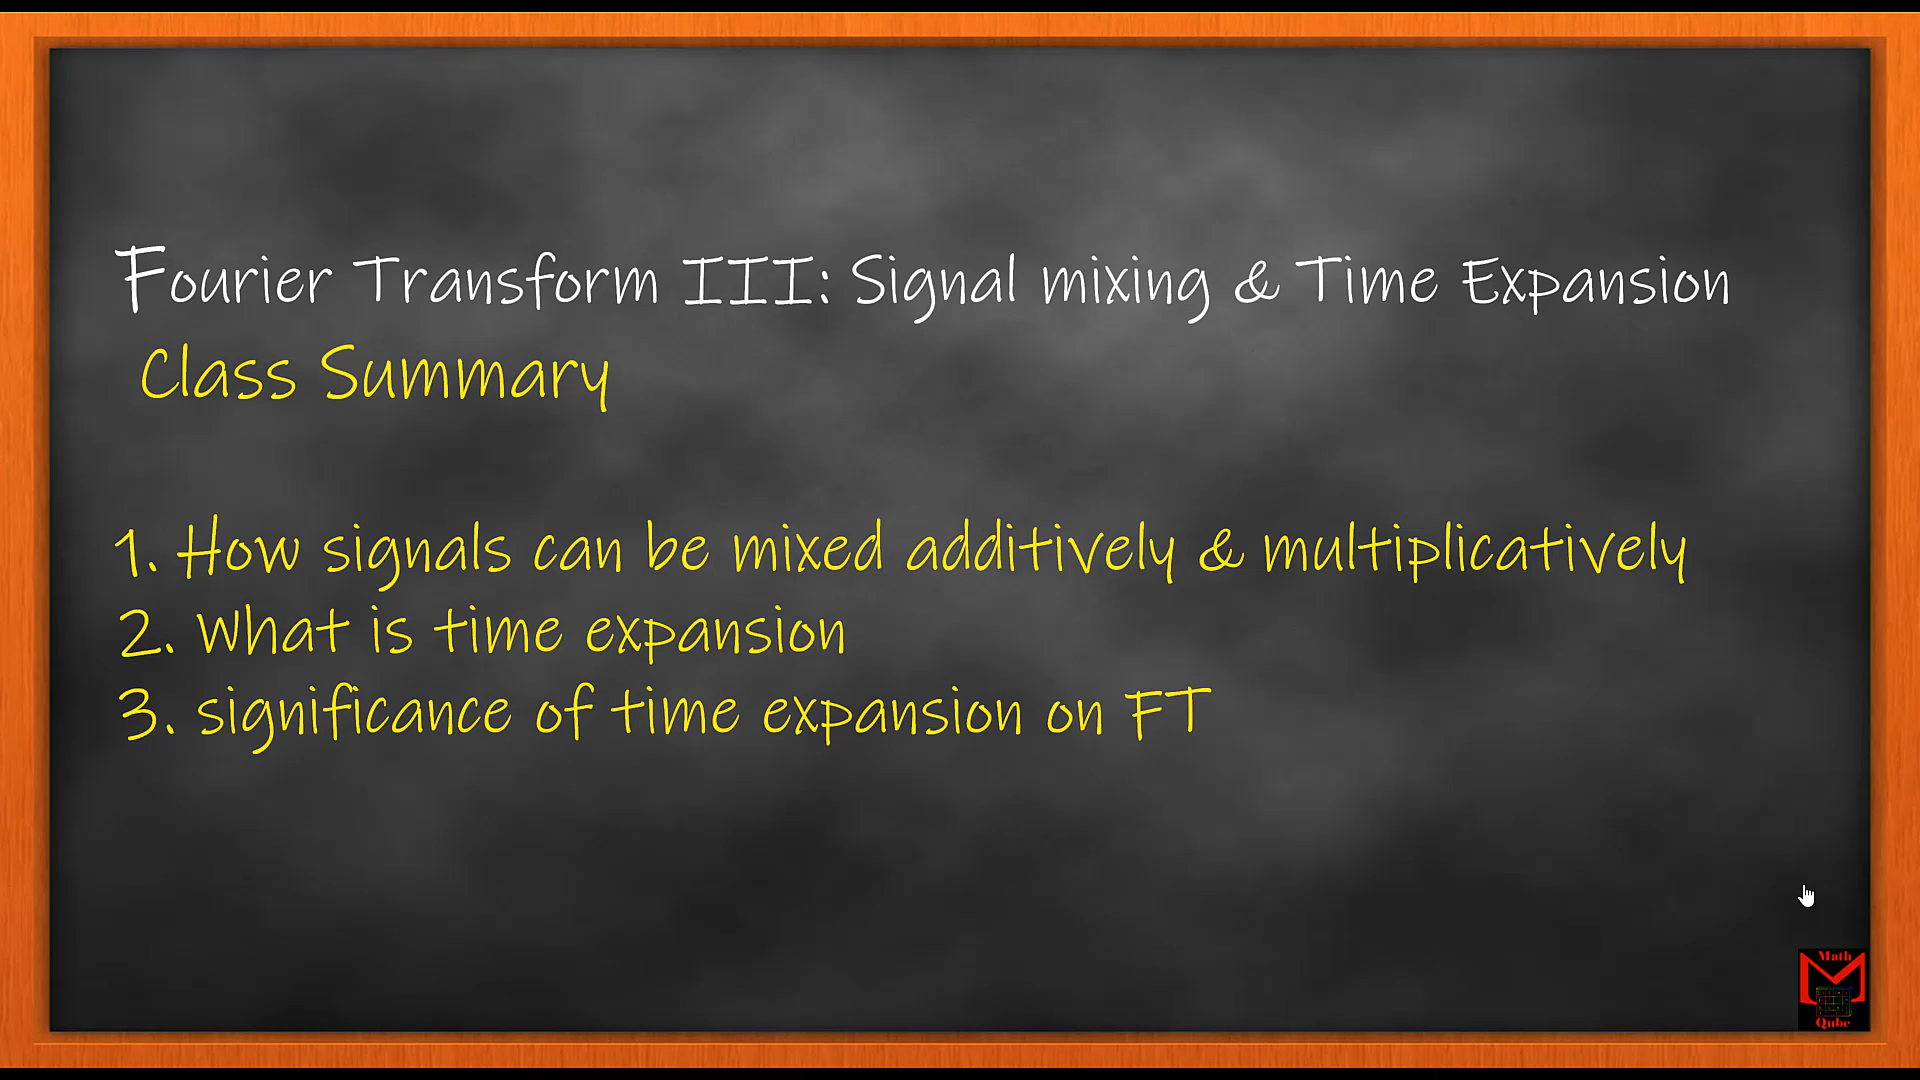 Fourier Transform III: Signal mixing & Time Expansion
Class Summary
1. How signals can be mixed additively & multiplicatively
2. What is time expansion
3. significance of time expansion on FT
Math
Qube